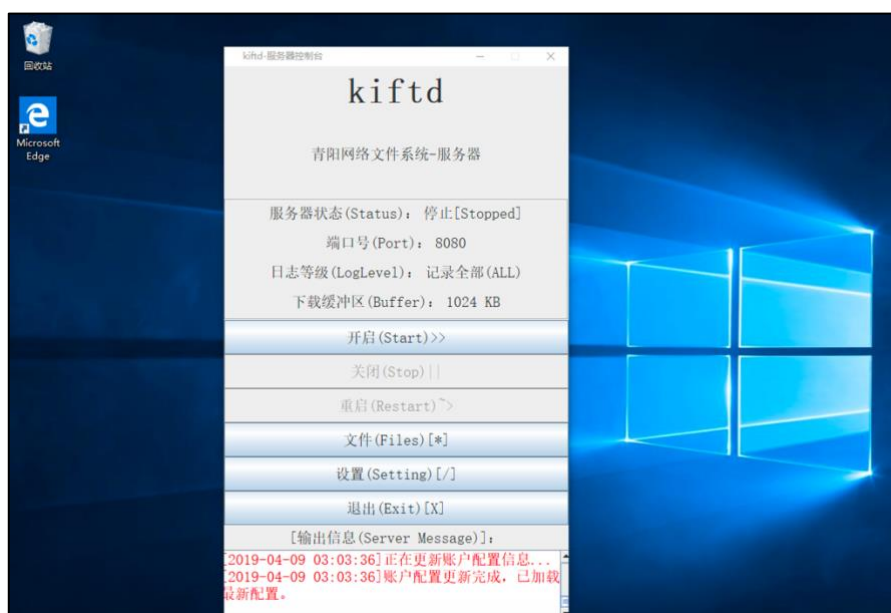 回收站
Microsoft
Edge
kiftd-服务器控制台
kiftd
青阳网络文件系统-服务器
服务器状态(Status)： 停止[Stopped]
端口号(Port)： 8080
日志等级(LogLevel)： 记录全部(ALL)
下载缓冲区(Buffer)： 1024 KB
开启(Start)>>
关闭(Stop)||
重启(Restart)~>
文件(Files)[*]
设置(Setting)[/]
退出(Exit)[X]
[输出信息(Server Message)]：
[2019-04-09 03:03:36]正在更新账户配置信息...
[2019-04-09 03:03:36]账户配置更新完成，已加载
最新配置。